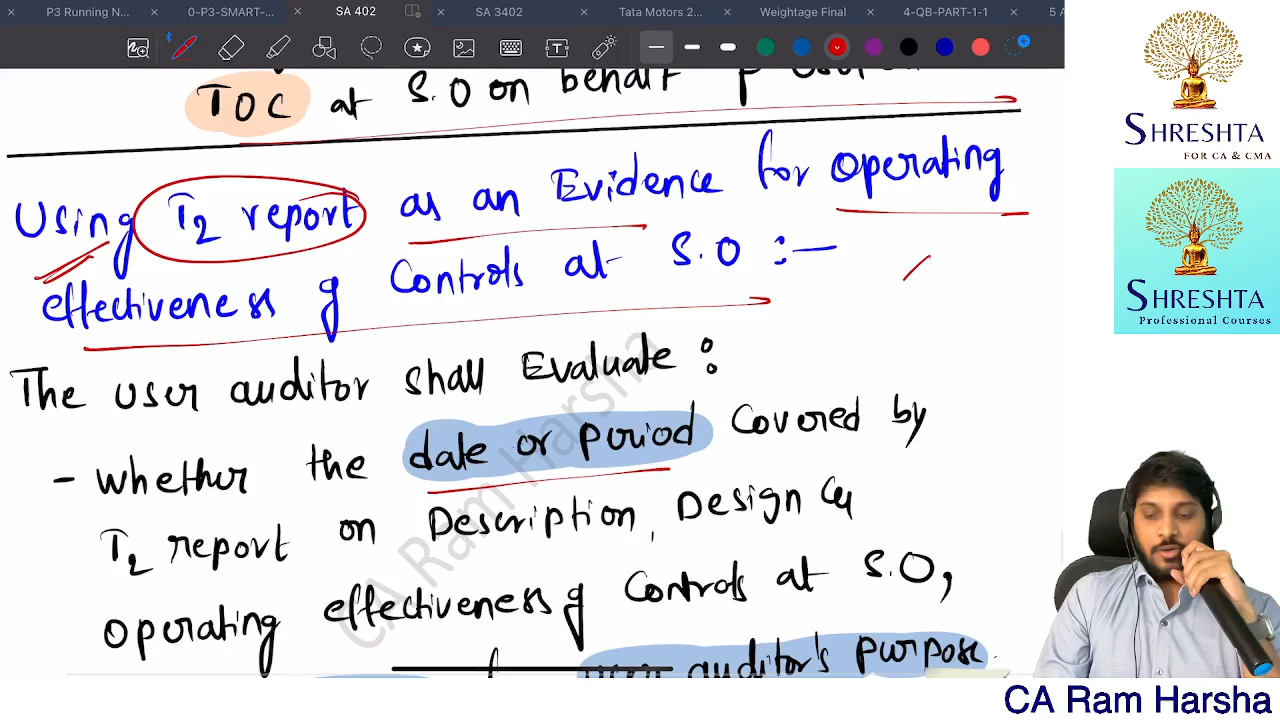 P3 Running N...
0-P3-SMART-...
SA 402
SA 3402
Tata Motors 2...
Weightage Final
4-QB-PART-1-1
5 A
TOC at S.O on behalf
Using T2 report as an Evidence for operating
effectiveness of Controls at S.O :-
The user auditor shall Evaluate :
- Whether the date or period Covered by
T2 report on Description, Design &
operating effectiveness of Controls at S.O,
user auditor's purpose.
CA Ram Harsha
SHRESHTA
FOR CA & CMA
SHRESHTA
Professional Courses
CA Ram Harsha